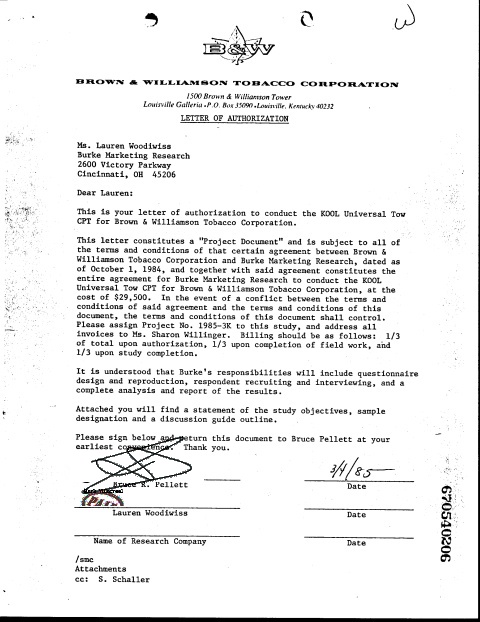 B&W
BROWN & WILLIAMSON TOBACCO CORPORATION
1500 Brown & Williamson Tower
Louisville Galleria • P.O. Box 35090 • Louisville, Kentucky 40232
LETTER OF AUTHORIZATION
Ms. Lauren Woodiwiss
Burke Marketing Research
2600 Victory Parkway
Cincinnati, OH 45206
Dear Lauren:
This is your letter of authorization to conduct the KOOL Universal Tow
CPT for Brown & Williamson Tobacco Corporation.
This letter constitutes a "Project Document" and is subject to all of
the terms and conditions of that certain agreement between Brown &
Williamson Tobacco Corporation and Burke Marketing Research, dated as
of October 1, 1984, and together with said agreement constitutes the
entire agreement for Burke Marketing Research to conduct the KOOL
Universal Tow CPT for Brown & Williamson Tobacco Corporation, at the
cost of $29,500. In the event of a conflict between the terms and
conditions of said agreement and the terms and conditions of this
document, the terms and conditions of this document shall control.
Please assign Project No. 1985-3K to this study, and address all
invoices to Ms. Sharon Willinger. Billing should be as follows: 1/3
of total upon authorization, 1/3 upon completion of field work, and
1/3 upon study completion.
It is understood that Burke's responsibilities will include questionnaire
design and reproduction, respondent recruiting and interviewing, and a
complete analysis and report of the results.
Attached you will find a statement of the study objectives, sample
designation and a discussion guide outline.
Please sign below and return this document to Bruce Pellett at your
earliest convenience. Thank you.
3/4/85
Bruce R. Pellett
Date
PAID
Lauren Woodiwiss
Date
Name of Research Company
Date
/smc
Attachments
cc: S. Schaller
670540206